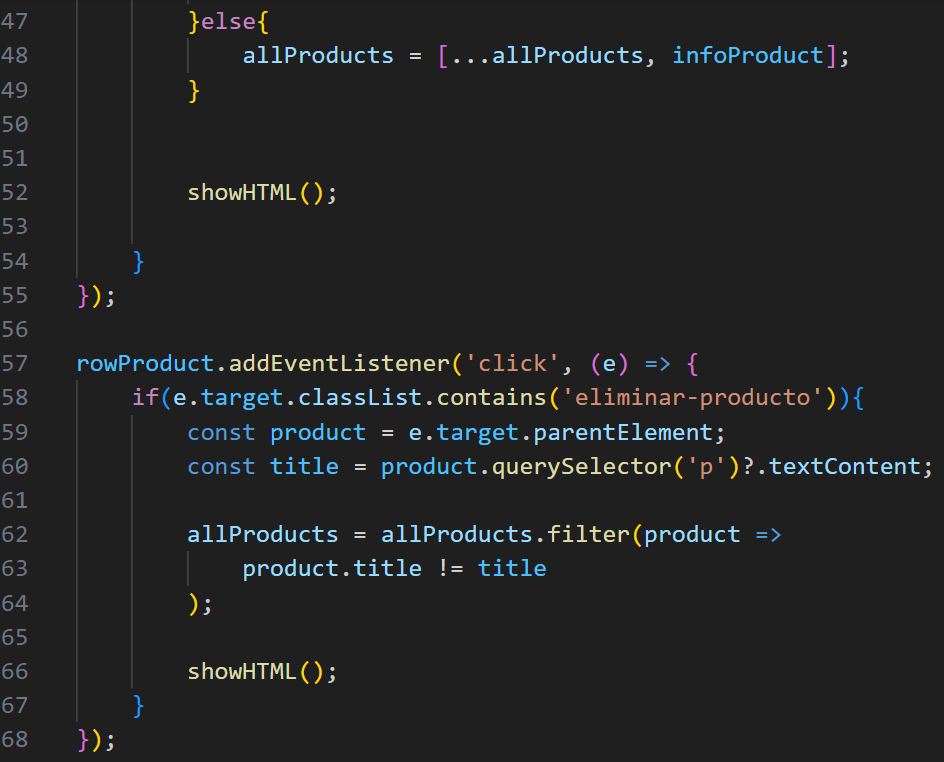 47 }else{
48 allProducts = [...allProducts, infoProduct];
49 }
50
51
52 showHTML();
53
54 }
55 });
56
57 rowProduct.addEventListener('click', (e) => {
58 if(e.target.classList.contains('eliminar-producto')){
59 const product = e.target.parentElement;
60 const title = product.querySelector('p')?.textContent;
61
62 allProducts = allProducts.filter(product =>
63 product.title != title
64 );
65
66 showHTML();
67 }
68 });